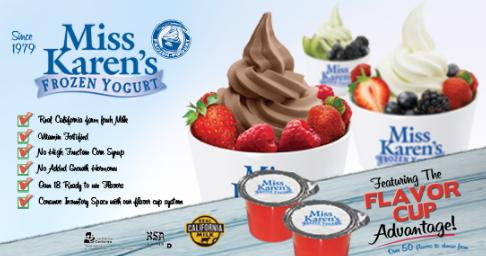 Since
1979
Miss
Karen's
FROZEN YOGURT
Real California farm fresh Milk
Vitamin Fortified
No High Fructose Corn Syrup
No Added Growth Hormones
Over 18 Ready to use Flavors
Conserve Inventory Space with our flavor cup system
KSA
D
REAL
CALIFORNIA
MILK
Miss
Miss
Karen's
FROZEN YOGURT
Miss
Miss
Karen's
Miss
Karen's
Featuring The
FLAVOR
CUP
Advantage!
Over 50 flavors to choose from